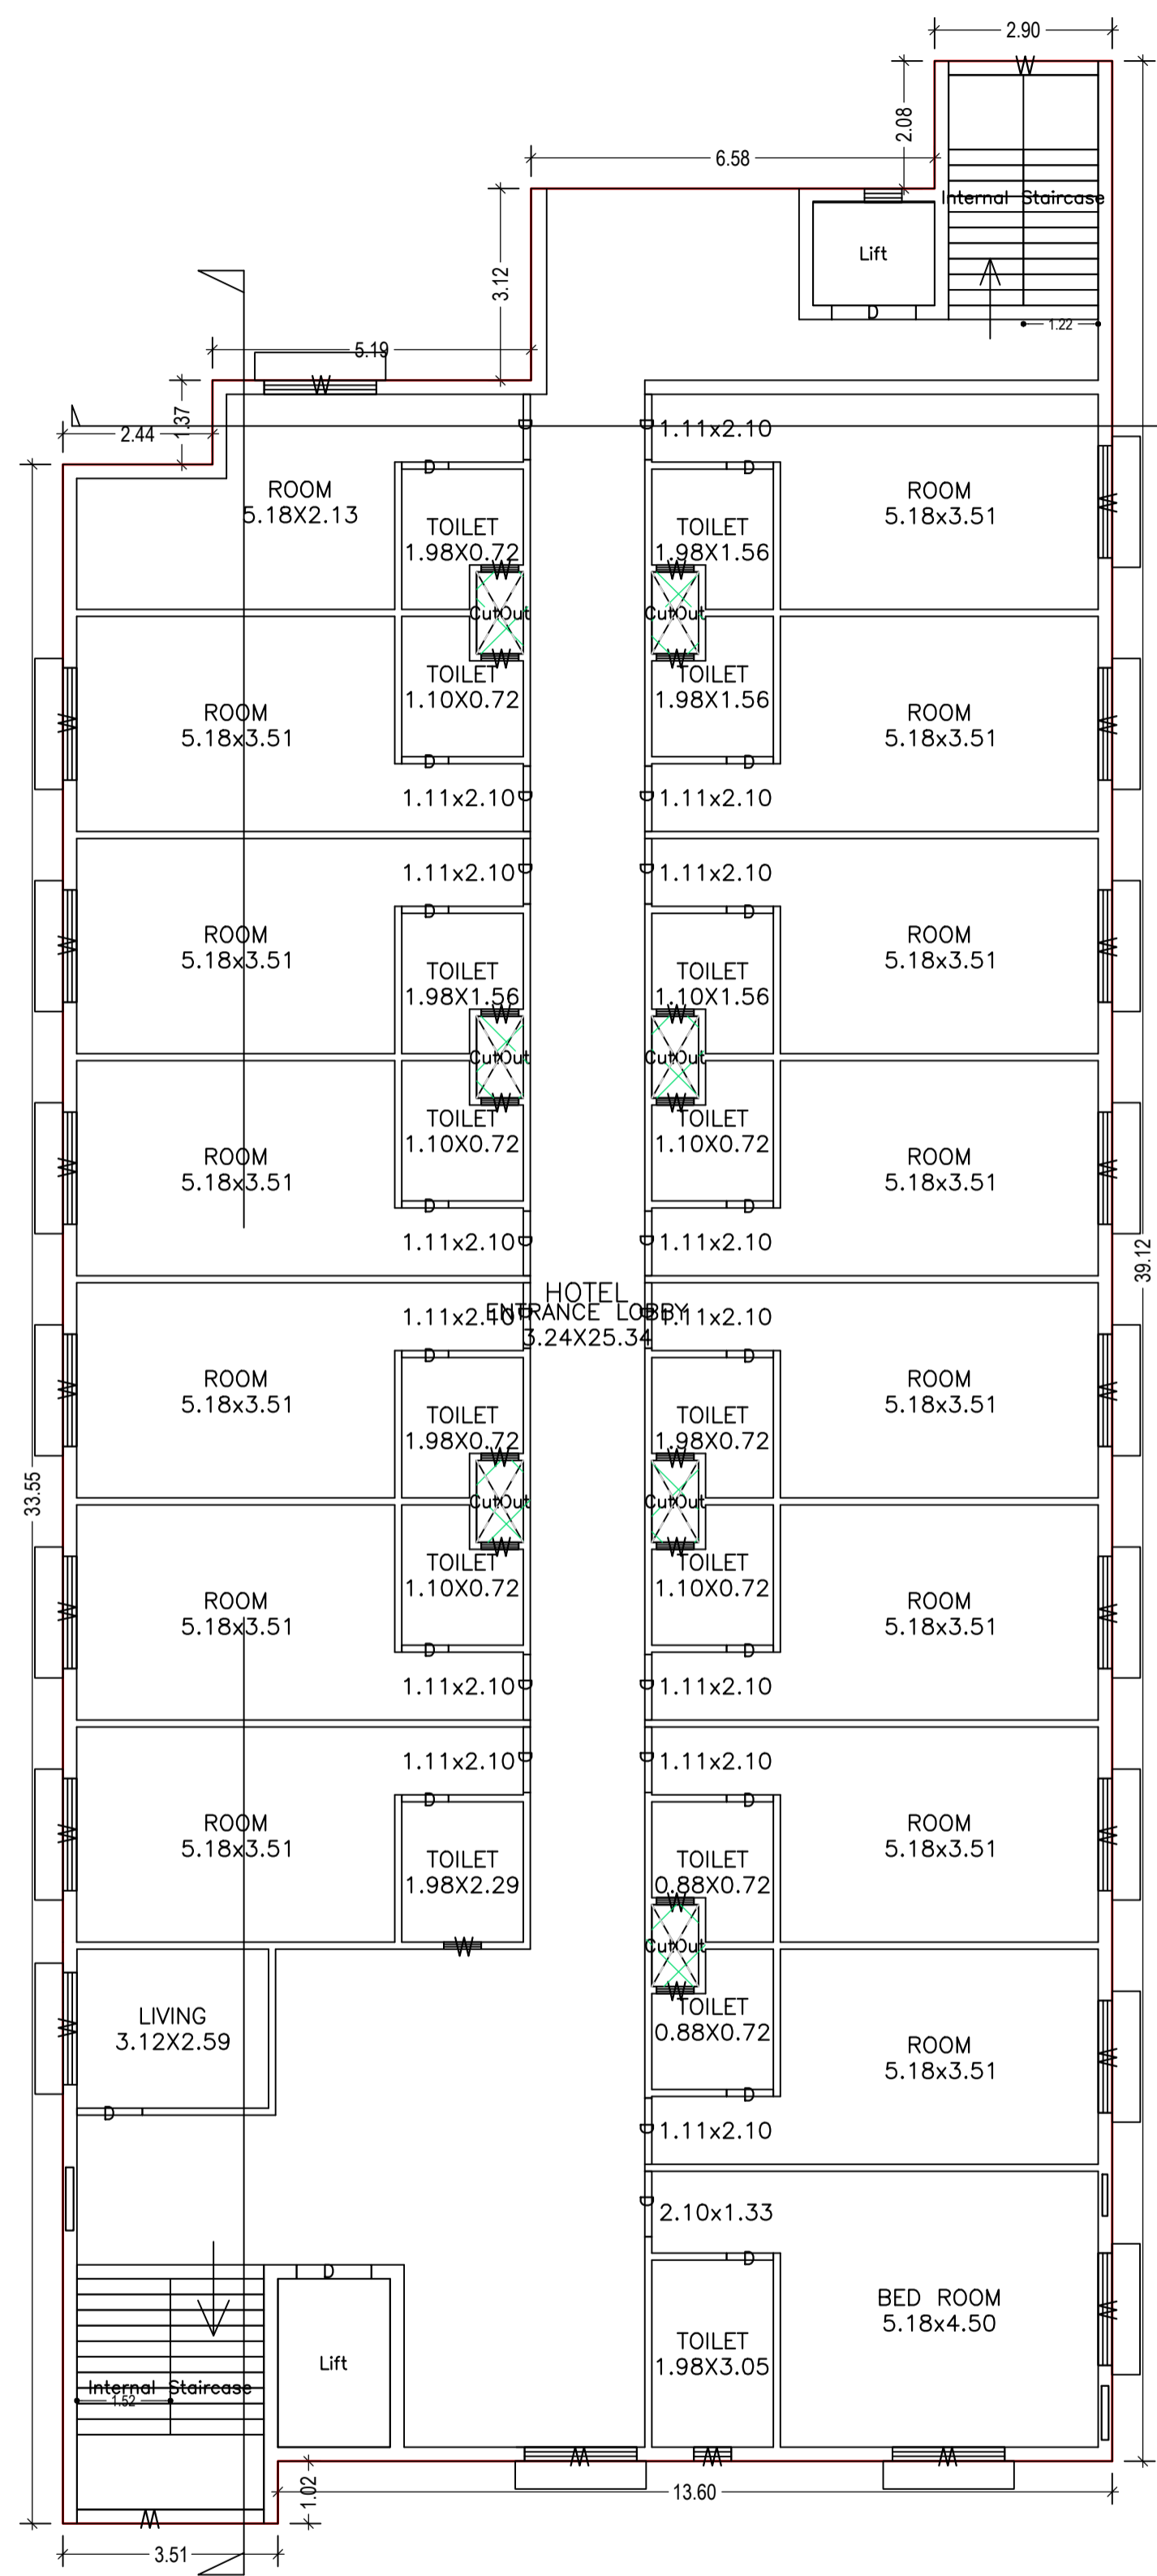 2.90
2.08
6.58
Internal Staircase
Lift
D
3.12
1.22
5.19
W
1.37
2.44
D
D
1.11x2.10
D
D
ROOM
5.18X2.13
ROOM
5.18x3.51
W
TOILET
1.98X0.72
TOILET
1.98X1.56
W
W
CutOut
CutOut
W
W
TOILET
1.10X0.72
TOILET
1.98X1.56
ROOM
5.18x3.51
ROOM
5.18x3.51
W
W
D
D
1.11x2.10
D
D
1.11x2.10
1.11x2.10
D
D
1.11x2.10
D
D
ROOM
5.18x3.51
ROOM
5.18x3.51
W
W
TOILET
1.98X1.56
TOILET
1.10X1.56
W
W
CutOut
CutOut
W
W
TOILET
1.10X0.72
TOILET
1.10X0.72
ROOM
5.18x3.51
ROOM
5.18x3.51
W
W
D
D
1.11x2.10
D
D
1.11x2.10
39.12
HOTEL
ENTRANCE LOBBY
3.24X25.34
1.11x2.10
D
D
1.11x2.10
D
D
ROOM
5.18x3.51
ROOM
5.18x3.51
W
W
TOILET
1.98X0.72
TOILET
1.98X0.72
W
W
33.55
CutOut
CutOut
W
W
TOILET
1.10X0.72
TOILET
1.10X0.72
ROOM
5.18x3.51
ROOM
5.18x3.51
W
W
D
D
1.11x2.10
D
D
1.11x2.10
1.11x2.10
D
D
1.11x2.10
D
D
ROOM
5.18x3.51
ROOM
5.18x3.51
W
W
TOILET
1.98X2.29
TOILET
0.88X0.72
W
W
CutOut
W
LIVING
3.12X2.59
W
TOILET
0.88X0.72
ROOM
5.18x3.51
W
D
D
D
1.11x2.10
D
2.10x1.33
D
D
BED ROOM
5.18x4.50
W
TOILET
1.98X3.05
Lift
Internal Staircase
1.52
W
W
W
1.02
13.60
W
3.51